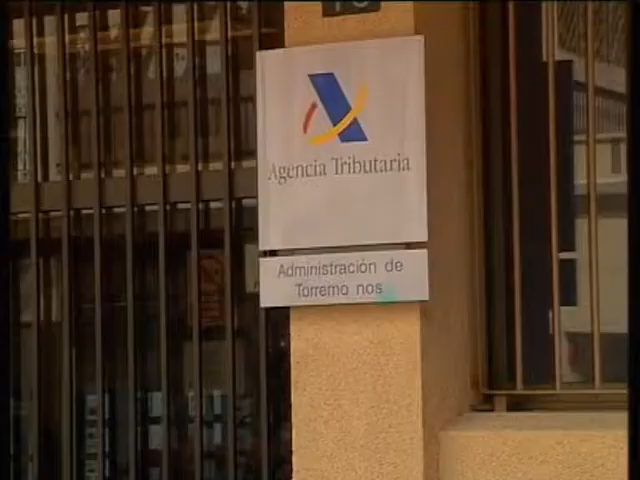 Agencia Tributaria
Administración de
Torremo nos